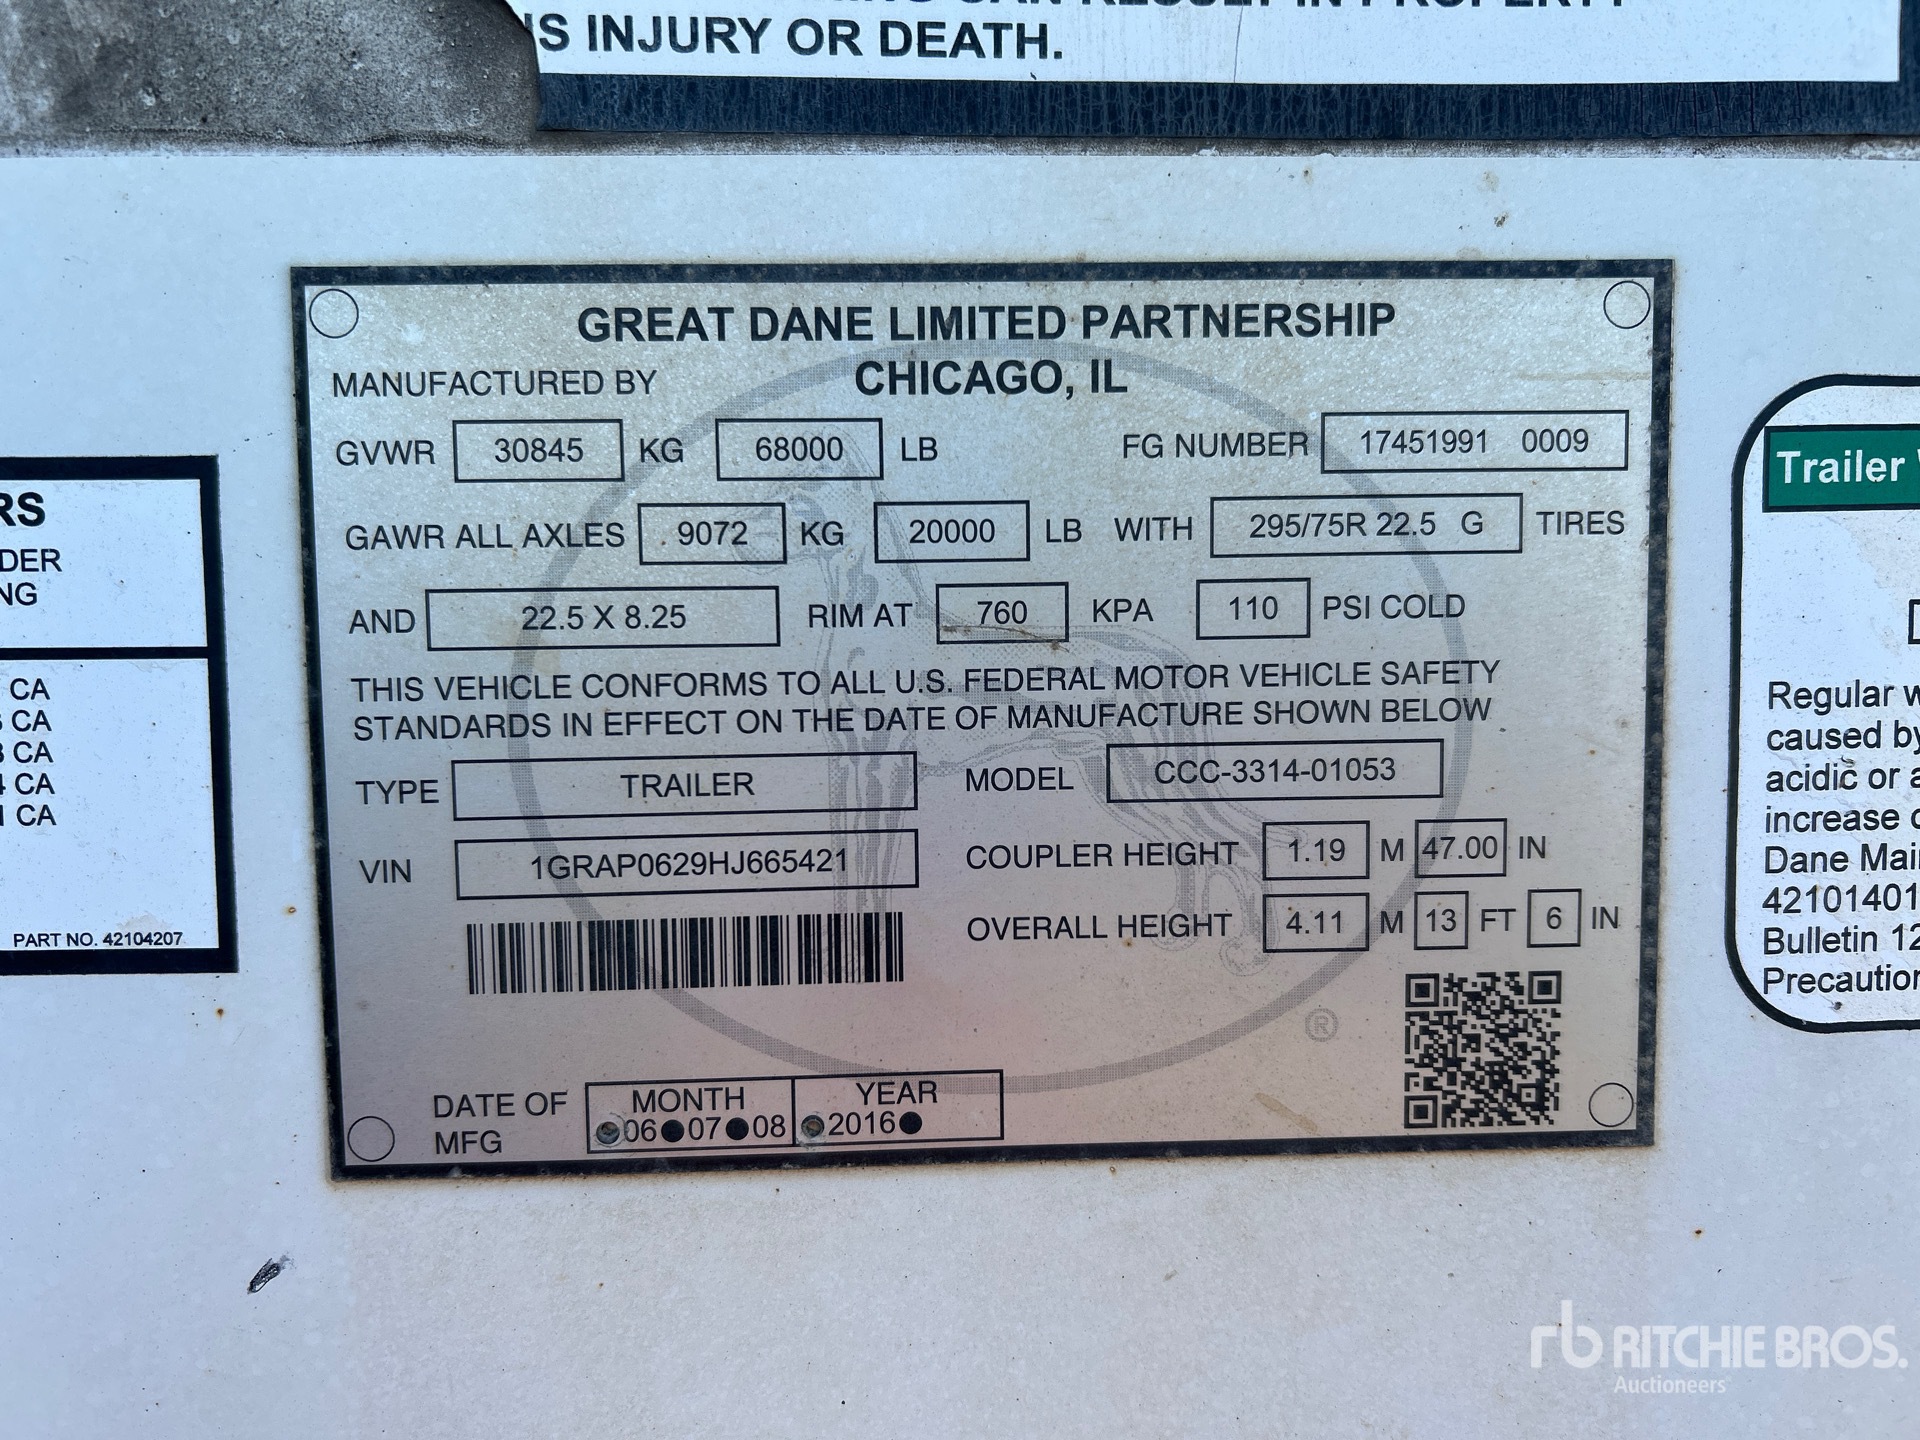 S INJURY OR DEATH.
GREAT DANE LIMITED PARTNERSHIP
MANUFACTURED BY CHICAGO, IL
GVWR 30845 KG 68000 LB FG NUMBER 17451991 0009
GAWR ALL AXLES 9072 KG 20000 LB WITH 295/75R 22.5 G TIRES
AND 22.5 X 8.25 RIM AT 760 KPA 110 PSI COLD
THIS VEHICLE CONFORMS TO ALL U.S. FEDERAL MOTOR VEHICLE SAFETY
STANDARDS IN EFFECT ON THE DATE OF MANUFACTURE SHOWN BELOW
TYPE TRAILER MODEL CCC-3314-01053
VIN 1GRAP0629HJ665421 COUPLER HEIGHT 1.19 M 47.00 IN
OVERALL HEIGHT 4.11 M 13 FT 6 IN
®
DATE OF MFG MONTH YEAR
06 07 08 2016
RS
DER
NG
CA
CA
CA
CA
CA
PART NO. 42104207
Trailer
Regular
caused by
acidic or
increase
Dane
42101401
Bulletin 12
rb RITCHIE BROS.
Auctioneers